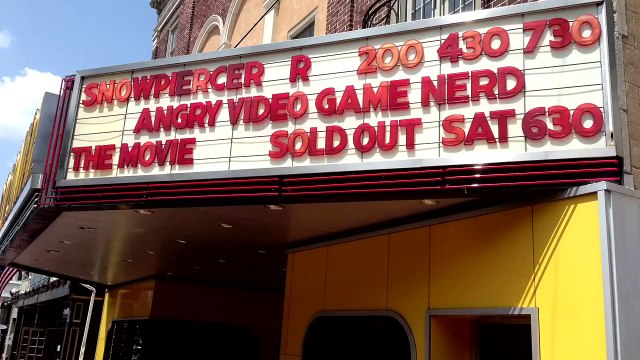 SNOWPIERCER R 200 430 730
ANGRY VIDEO GAME NERD
THE MOVIE SOLD OUT SAT 630